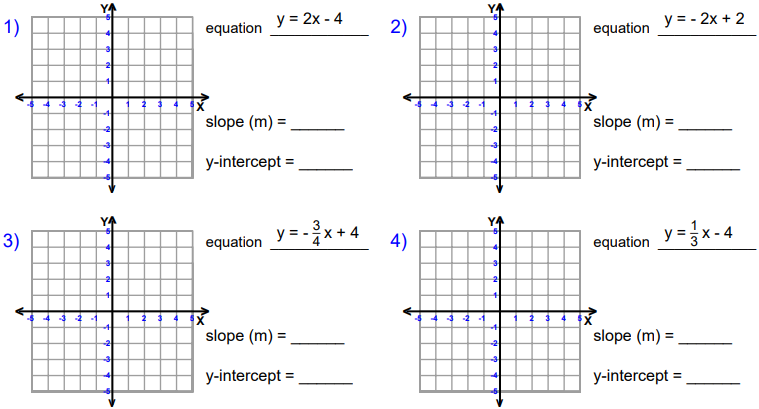 1)
Y
5
4
3
2
1
-5 -4 -3 -2 -1 1 2 3 4 5 X
-1
-2
-3
-4
-5
equation y = 2x - 4
slope (m) = ______
y-intercept = ______
2)
Y
5
4
3
2
1
-5 -4 -3 -2 -1 1 2 3 4 5 X
-1
-2
-3
-4
-5
equation y = - 2x + 2
slope (m) = ______
y-intercept = ______
3)
Y
5
4
3
2
1
-5 -4 -3 -2 -1 1 2 3 4 5 X
-1
-2
-3
-4
-5
equation y = - 3/4 x + 4
slope (m) = ______
y-intercept = ______
4)
Y
5
4
3
2
1
-5 -4 -3 -2 -1 1 2 3 4 5 X
-1
-2
-3
-4
-5
equation y = 1/3 x - 4
slope (m) = ______
y-intercept = ______